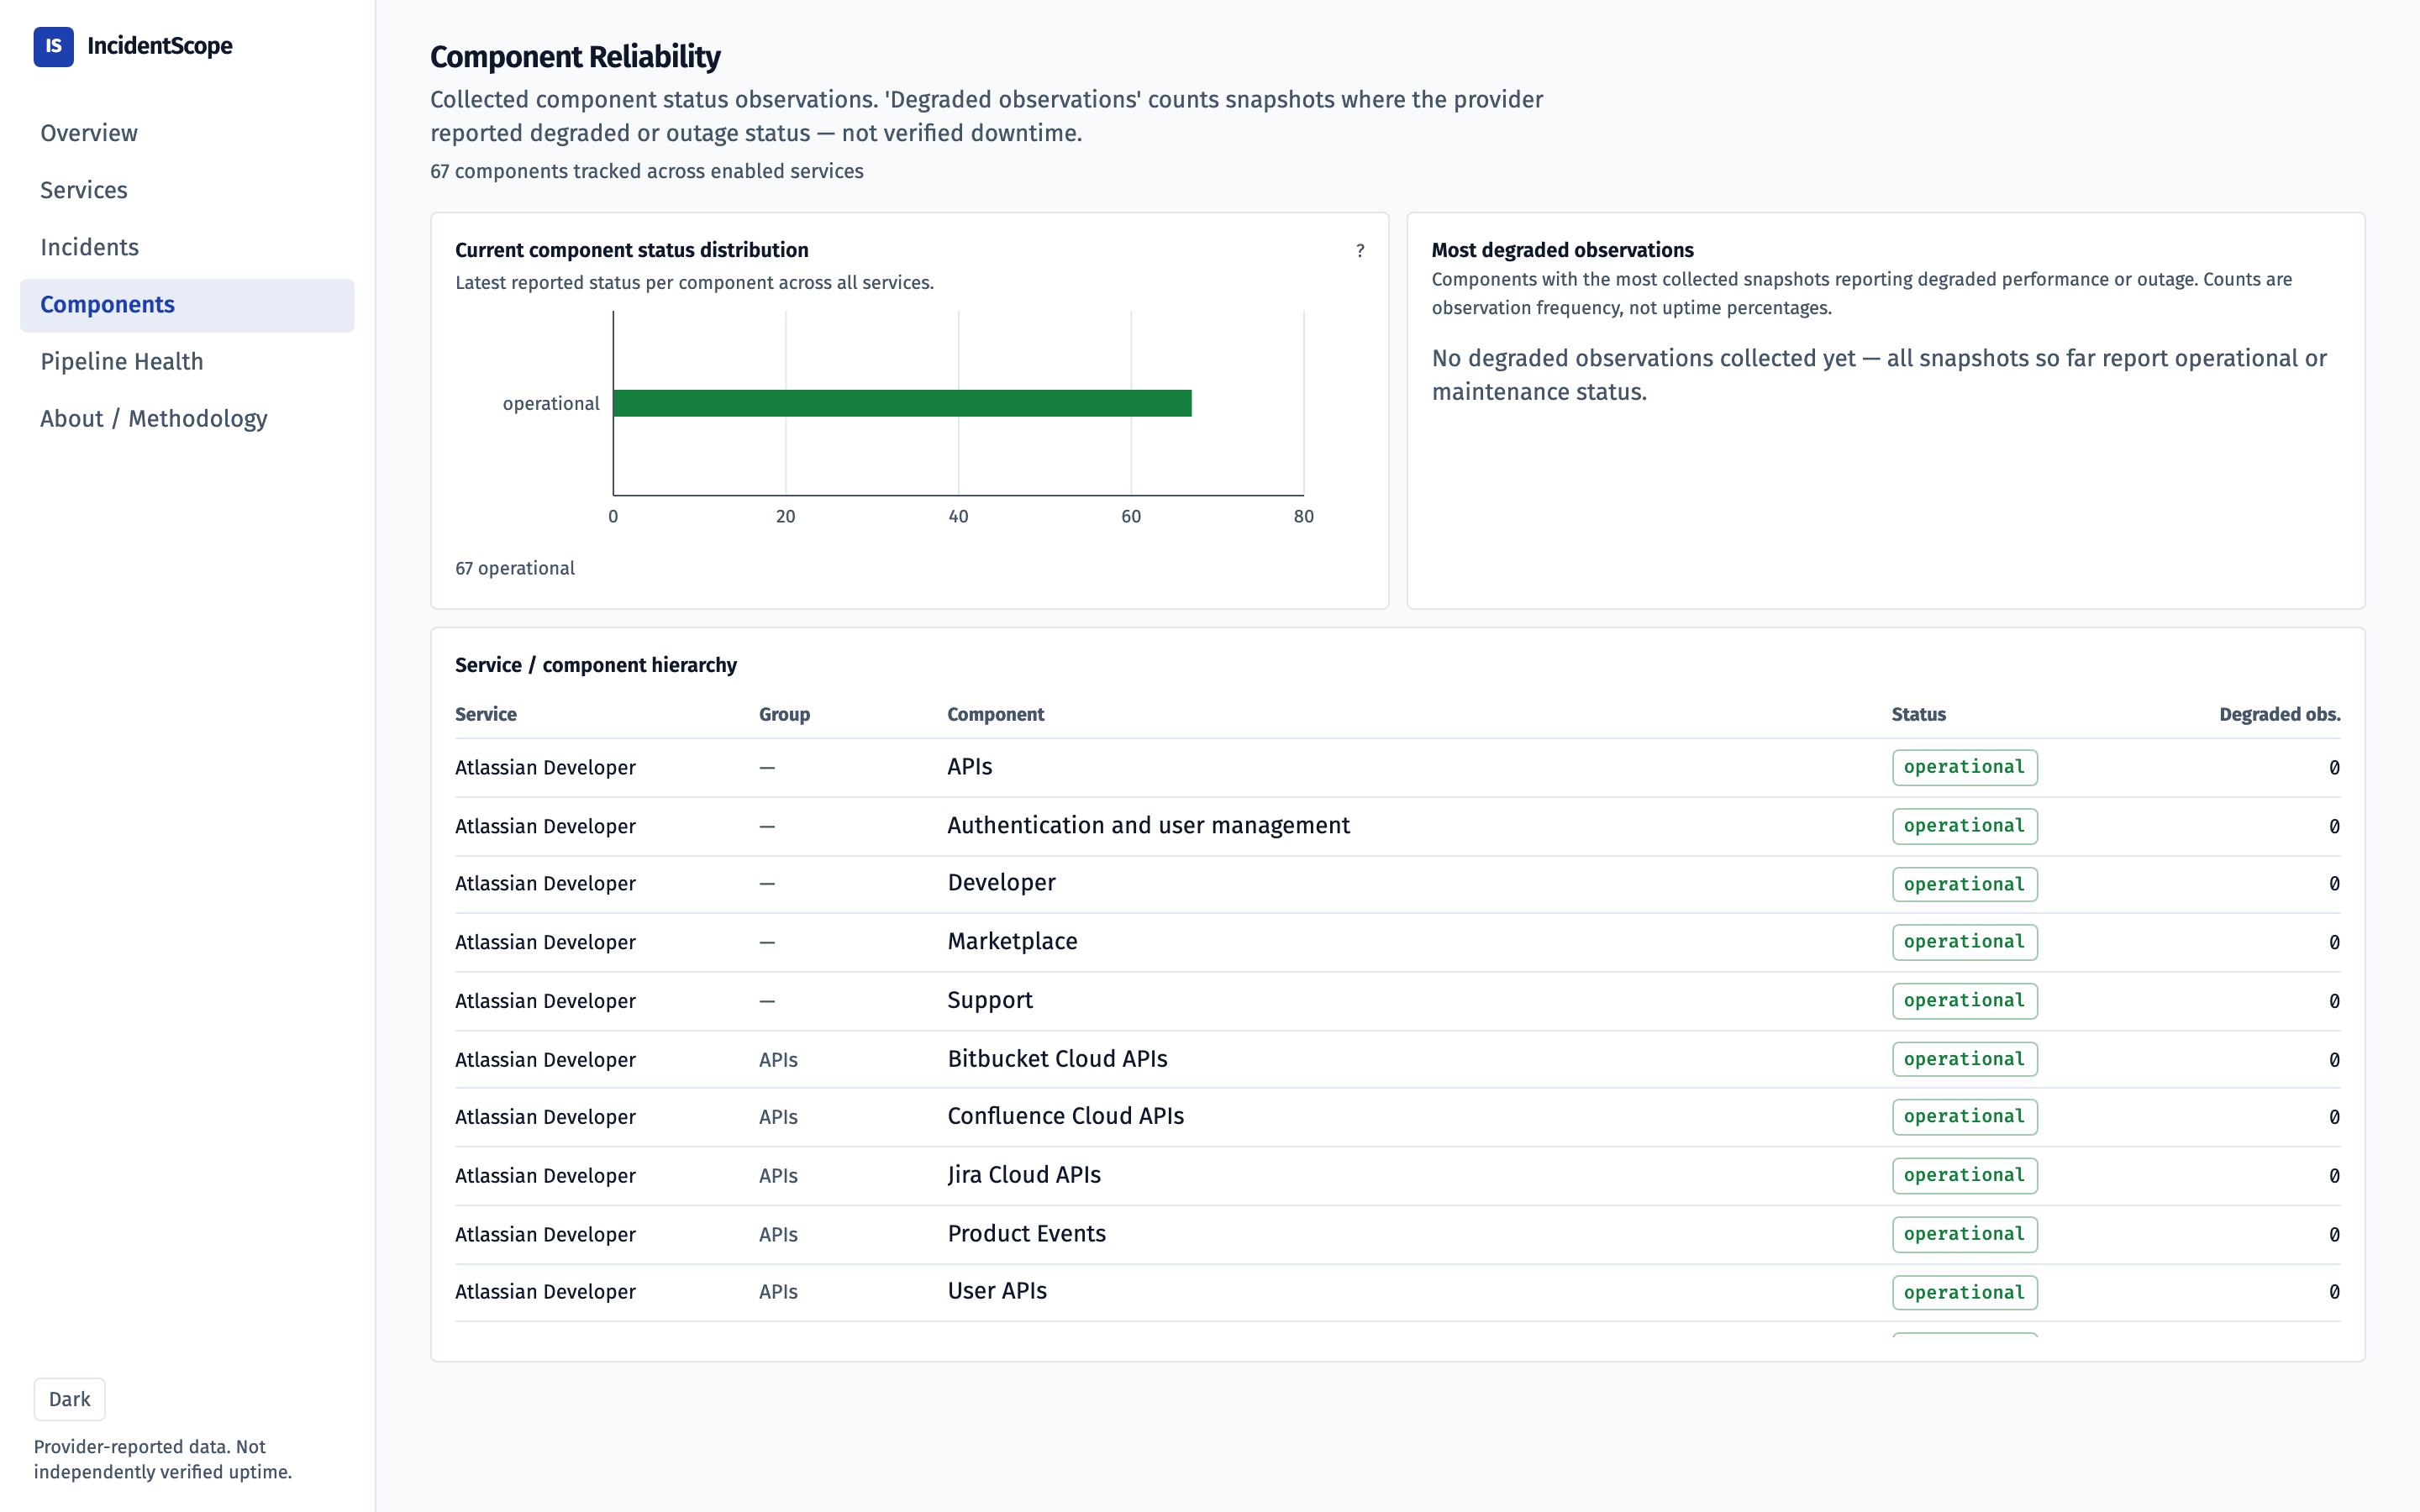 IS IncidentScope
Overview
Services
Incidents
Components
Pipeline Health
About / Methodology
Dark
Provider-reported data. Not
independently verified uptime.
Component Reliability
Collected component status observations. 'Degraded observations' counts snapshots where the provider
reported degraded or outage status — not verified downtime.
67 components tracked across enabled services
Current component status distribution ?
Latest reported status per component across all services.
operational
0 20 40 60 80
67 operational
Most degraded observations
Components with the most collected snapshots reporting degraded performance or outage. Counts are
observation frequency, not uptime percentages.
No degraded observations collected yet — all snapshots so far report operational or
maintenance status.
Service / component hierarchy
Service Group Component Status Degraded obs.
Atlassian Developer — APIs operational 0
Atlassian Developer — Authentication and user management operational 0
Atlassian Developer — Developer operational 0
Atlassian Developer — Marketplace operational 0
Atlassian Developer — Support operational 0
Atlassian Developer APIs Bitbucket Cloud APIs operational 0
Atlassian Developer APIs Confluence Cloud APIs operational 0
Atlassian Developer APIs Jira Cloud APIs operational 0
Atlassian Developer APIs Product Events operational 0
Atlassian Developer APIs User APIs operational 0